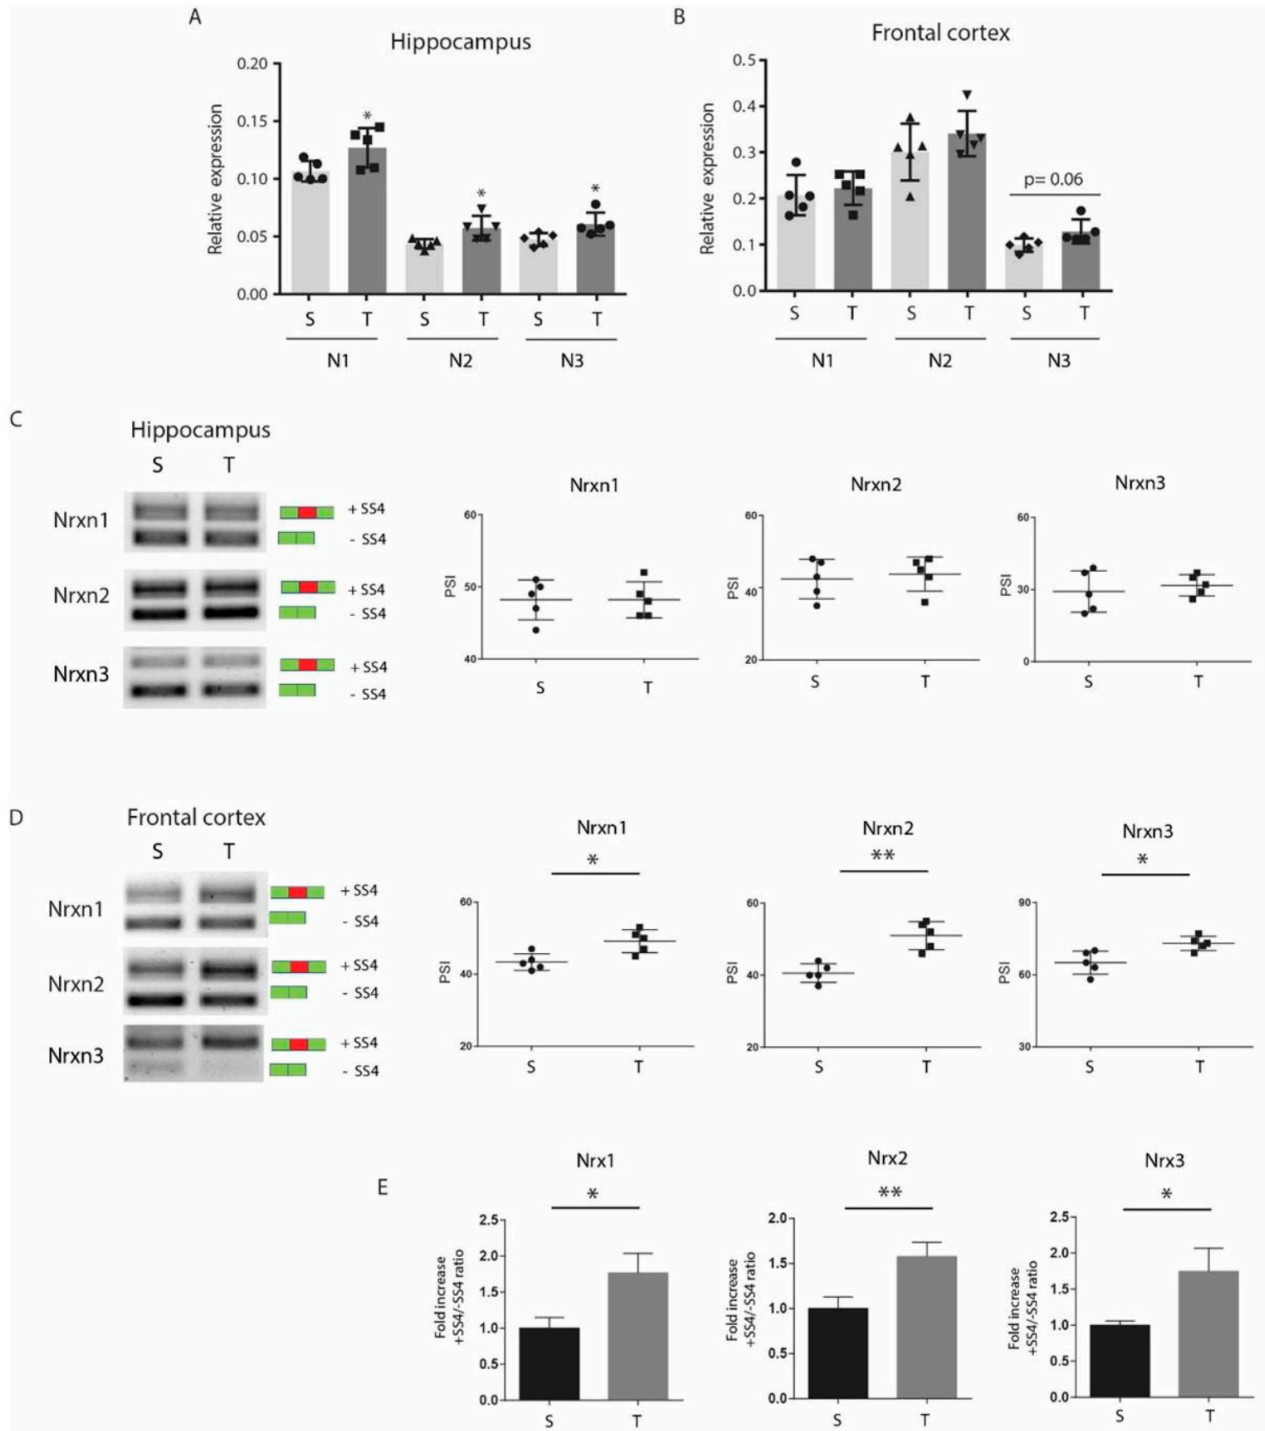 A
Hippocampus
Relative expression
0.20
0.15
0.10
0.05
0.00
*
*
*
S T S T S T
N1 N2 N3
B
Frontal cortex
Relative expression
0.5
0.4
0.3
0.2
0.1
0.0
p= 0.06
S T S T S T
N1 N2 N3
C
Hippocampus
S T
Nrxn1
+ SS4
- SS4
Nrxn2
+ SS4
- SS4
Nrxn3
+ SS4
- SS4
Nrxn1
PSI
60
50
40
S T
Nrxn2
PSI
60
40
20
S T
Nrxn3
PSI
60
30
0
S T
D
Frontal cortex
S T
Nrxn1
+ SS4
- SS4
Nrxn2
+ SS4
- SS4
Nrxn3
+ SS4
- SS4
Nrxn1
*
PSI
60
40
20
S T
Nrxn2
**
PSI
60
40
20
S T
Nrxn3
*
PSI
90
60
30
S T
E
Nrx1
*
Fold increase
+SS4/-SS4 ratio
2.5
2.0
1.5
1.0
0.5
0.0
S T
Nrx2
**
Fold increase
+SS4/-SS4 ratio
2.0
1.5
1.0
0.5
0.0
S T
Nrx3
*
Fold increase
+SS4/-SS4 ratio
2.5
2.0
1.5
1.0
0.5
0.0
S T